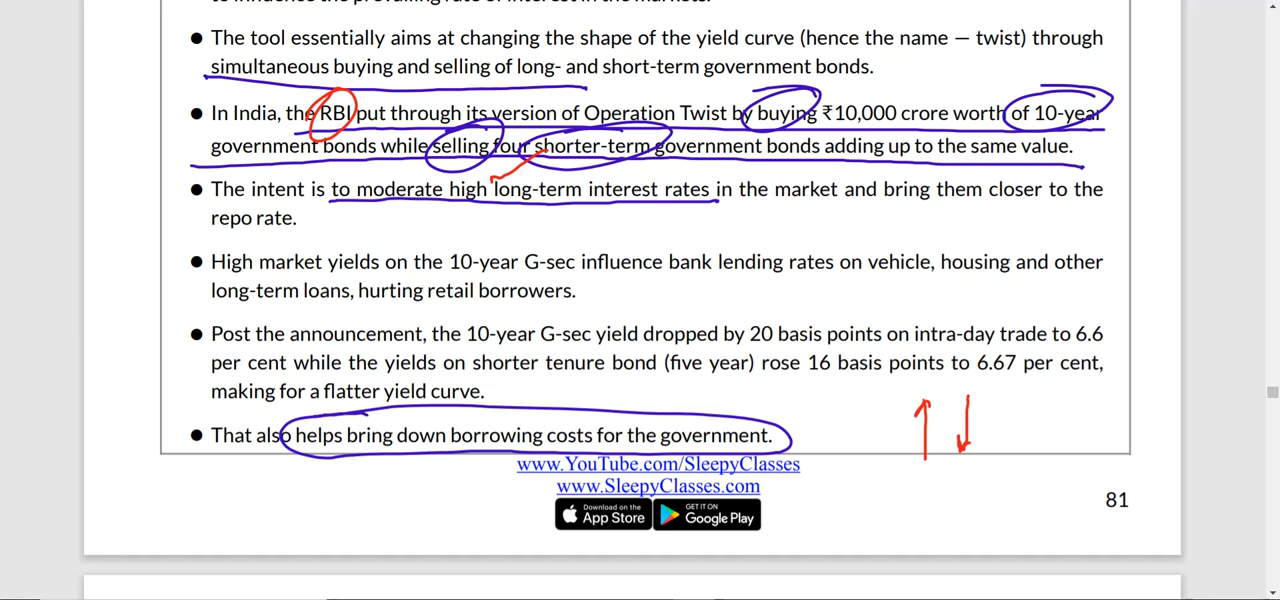 ● The tool essentially aims at changing the shape of the yield curve (hence the name – twist) through
simultaneous buying and selling of long- and short-term government bonds.
● In India, the RBI put through its version of Operation Twist by buying ₹10,000 crore worth of 10-year
government bonds while selling four shorter-term government bonds adding up to the same value.
● The intent is to moderate high long-term interest rates in the market and bring them closer to the
repo rate.
● High market yields on the 10-year G-sec influence bank lending rates on vehicle, housing and other
long-term loans, hurting retail borrowers.
● Post the announcement, the 10-year G-sec yield dropped by 20 basis points on intra-day trade to 6.6
per cent while the yields on shorter tenure bond (five year) rose 16 basis points to 6.67 per cent,
making for a flatter yield curve.
● That also helps bring down borrowing costs for the government.
www.YouTube.com/SleepyClasses
www.SleepyClasses.com
Download on the App Store GET IT ON Google Play
81